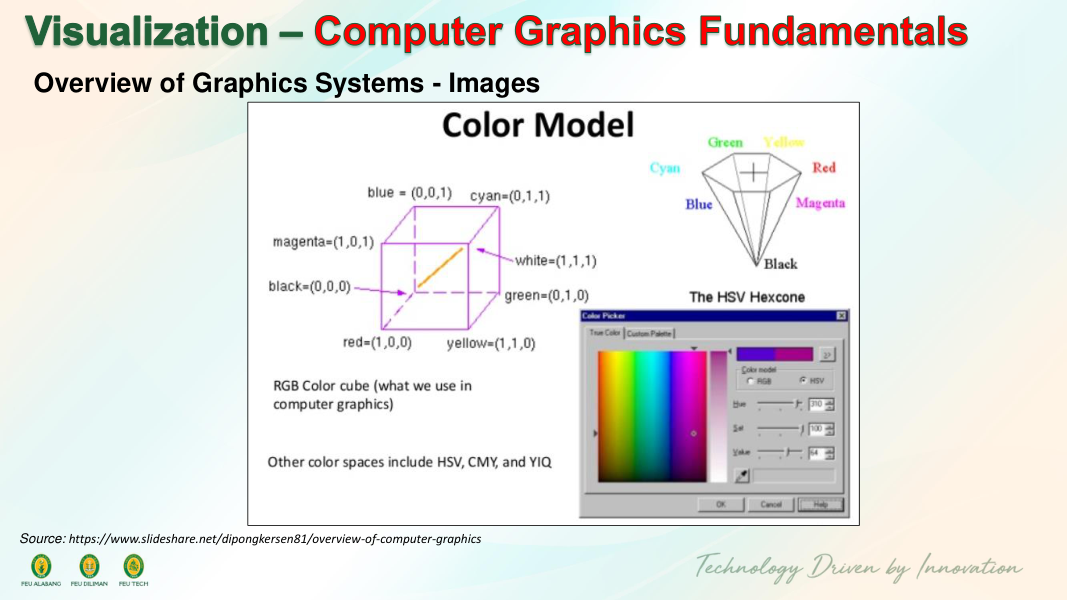 Visualization – Computer Graphics Fundamentals
Overview of Graphics Systems - Images
Color Model
Green Yellow
Cyan Red
Blue Magenta
Black
The HSV Hexcone
blue = (0,0,1) cyan=(0,1,1)
magenta=(1,0,1)
white=(1,1,1)
black=(0,0,0)
green=(0,1,0)
red=(1,0,0) yellow=(1,1,0)
RGB Color cube (what we use in
computer graphics)
Other color spaces include HSV, CMY, and YIQ
Color Picker
True Color Custom Palette
>>
Color model
RGB HSV
Hue 310
Sat 100
Value 64
OK Cancel Help
Source: https://www.slideshare.net/dipongkersen81/overview-of-computer-graphics
FEU ALABANG FEU DILIMAN FEU TECH
Technology Driven by Innovation